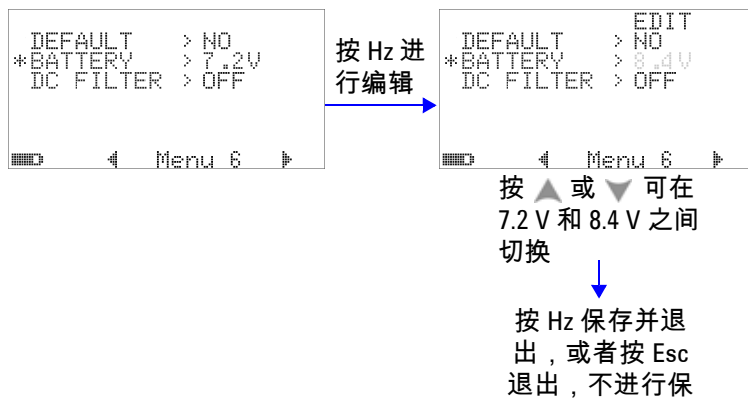 DEFAULT > NO
*BATTERY > 7.2V
DC FILTER > OFF
Menu 6
按 Hz 进
行编辑
EDIT
DEFAULT > NO
*BATTERY > 8.4V
DC FILTER > OFF
Menu 6
按 ▲ 或 ▼ 可在
7.2 V 和 8.4 V 之间
切换
按 Hz 保存并退
出，或者按 Esc
退出，不进行保